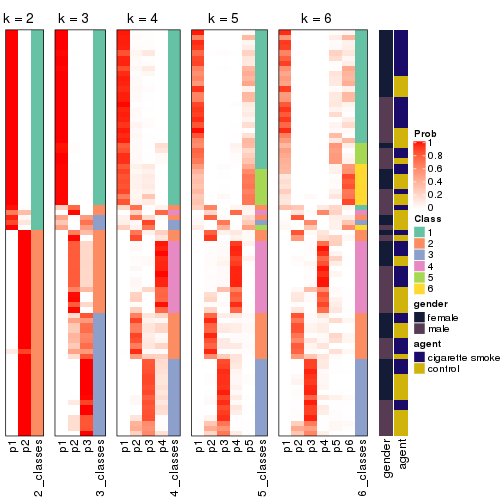 k = 2 k = 3 k = 4 k = 5 k = 6
Prob
1
0.8
0.6
0.4
0.2
0
Class
1
2
3
4
5
6
gender
female
male
agent
cigarette smoke
control
p1 p2 2_classes p1 p2 p3 3_classes p1 p2 p3 p4 4_classes p1 p2 p3 p4 p5 5_classes p1 p2 p3 p4 p5 p6 6_classes gender agent